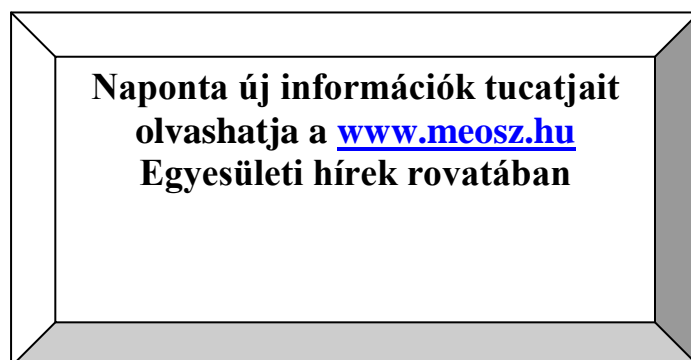 Naponta új információk tucatjait
olvashatja a www.meosz.hu
Egyesületi hírek rovatában